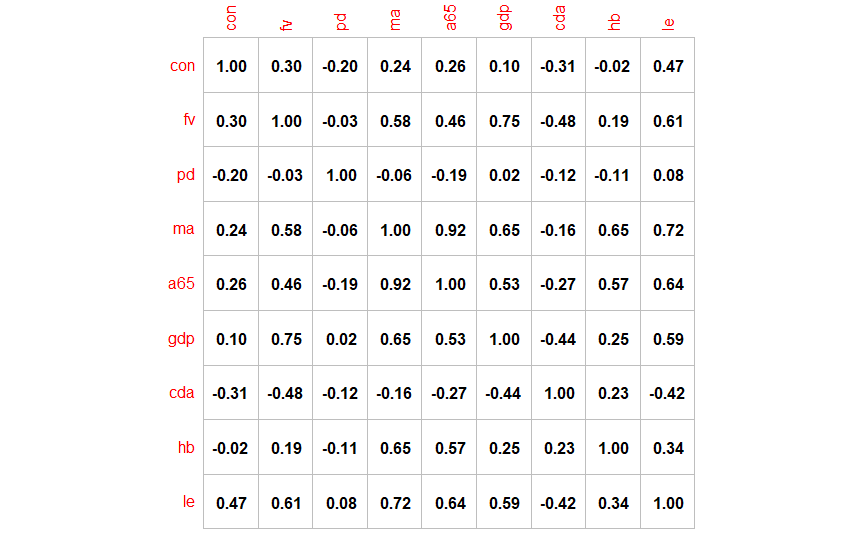 con fv pd ma a65 gdp cda hb le
con 1.00 0.30 -0.20 0.24 0.26 0.10 -0.31 -0.02 0.47
fv 0.30 1.00 -0.03 0.58 0.46 0.75 -0.48 0.19 0.61
pd -0.20 -0.03 1.00 -0.06 -0.19 0.02 -0.12 -0.11 0.08
ma 0.24 0.58 -0.06 1.00 0.92 0.65 -0.16 0.65 0.72
a65 0.26 0.46 -0.19 0.92 1.00 0.53 -0.27 0.57 0.64
gdp 0.10 0.75 0.02 0.65 0.53 1.00 -0.44 0.25 0.59
cda -0.31 -0.48 -0.12 -0.16 -0.27 -0.44 1.00 0.23 -0.42
hb -0.02 0.19 -0.11 0.65 0.57 0.25 0.23 1.00 0.34
le 0.47 0.61 0.08 0.72 0.64 0.59 -0.42 0.34 1.00